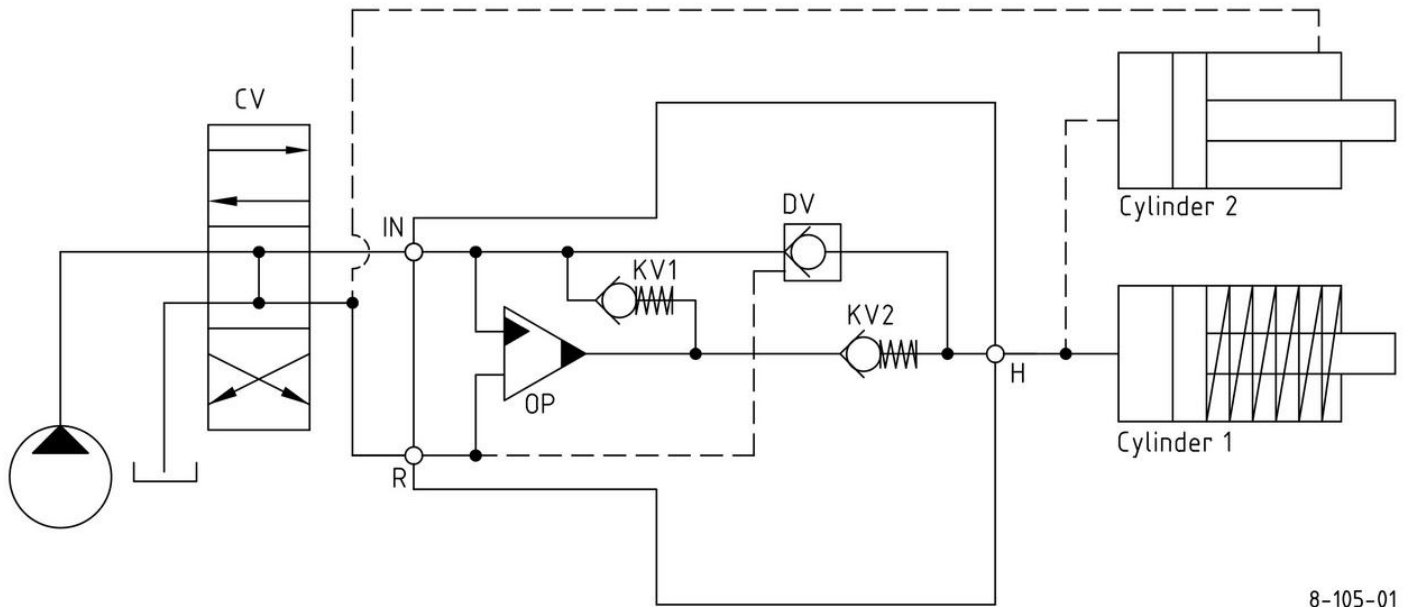 CV
Cylinder 2
IN
DV
KV1
KV2
OP
H
Cylinder 1
R
8-105-01